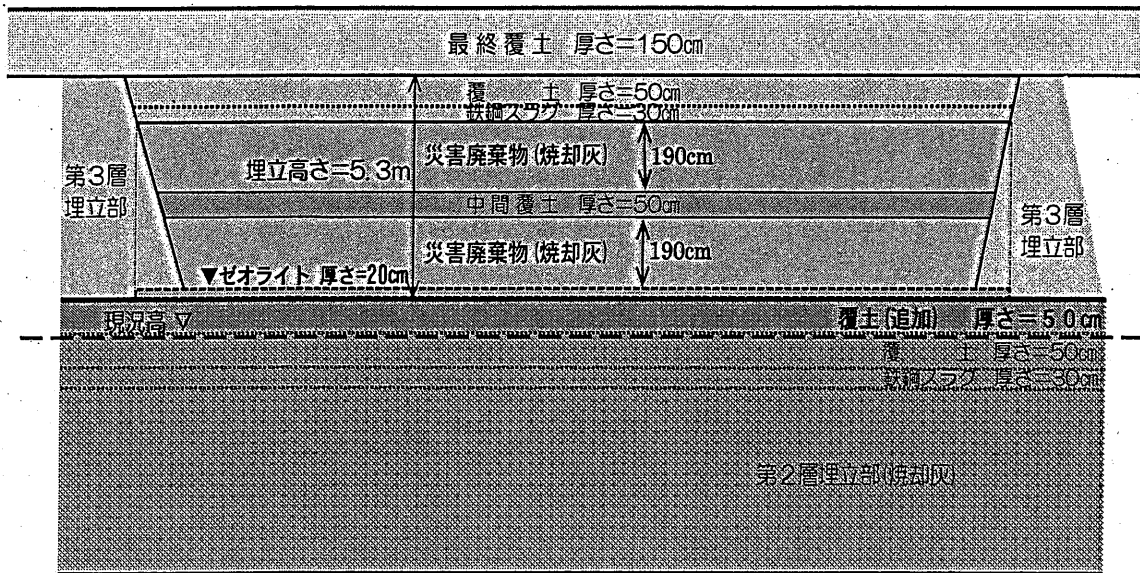 最終覆土 厚さ=150cm
覆 土 厚さ=50cm
鉄鋼スラグ 厚さ=30cm
災害廃棄物(焼却灰)
190cm
埋立高さ=5.3m
第3層
埋立部
中間覆土 厚さ=50cm
第3層
埋立部
災害廃棄物(焼却灰)
190cm
▼ゼオライト 厚さ=20cm
現況高 ▽
覆土(追加) 厚さ=50cm
覆 土 厚さ=50cm
鉄鋼スラグ 厚さ=30cm
第2層埋立部(焼却灰)